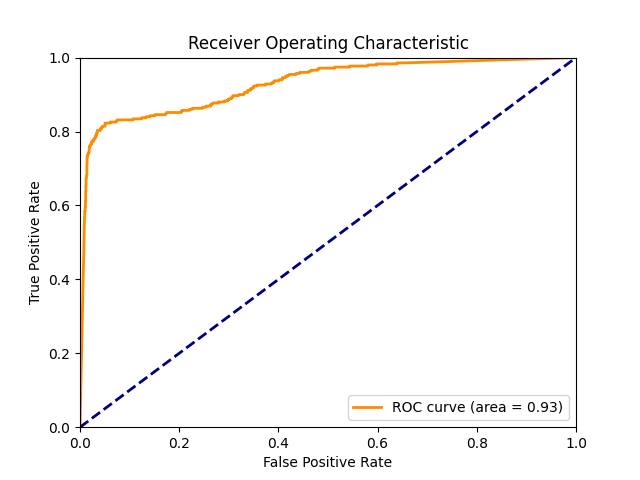 Receiver Operating Characteristic
1.0
0.8
0.6
0.4
0.2
0.0
True Positive Rate
ROC curve (area = 0.93)
0.0 0.2 0.4 0.6 0.8 1.0
False Positive Rate